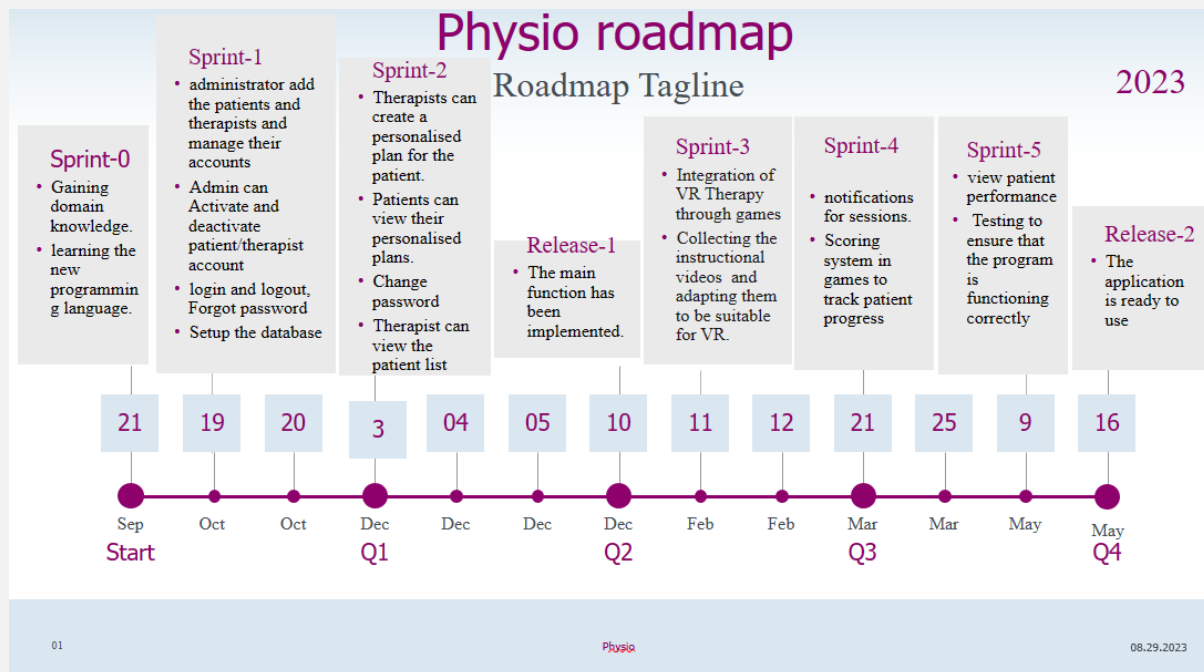 Physio roadmap
Roadmap Tagline
2023
Sprint-0
• Gaining
domain
knowledge.
• learning the
new
programmin
g language.
Sprint-1
• administrator add
the patients and
therapists and
manage their
accounts
• Admin can
Activate and
deactivate
patient/therapist
account
• login and logout,
Forgot password
• Setup the database
Sprint-2
• Therapists can
create a
personalised
plan for the
patient.
• Patients can
view their
personalised
plans.
• Change
password
• Therapist can
view the
patient list
Release-1
• The main
function has
been
implemented.
Sprint-3
• Integration of
VR Therapy
through games
• Collecting the
instructional
videos and
adapting them
to be suitable
for VR.
Sprint-4
• notifications
for sessions.
• Scoring
system in
games to
track patient
progress
Sprint-5
• view patient
performance
• Testing to
ensure that
the program
is
functioning
correctly
Release-2
• The
application
is ready to
use
21 19 20 3 04 05 10 11 12 21 25 9 16
Sep Oct Oct Dec Dec Dec Dec Feb Feb Mar Mar May May
Start Q1 Q2 Q3 Q4
01 Physio 08.29.2023